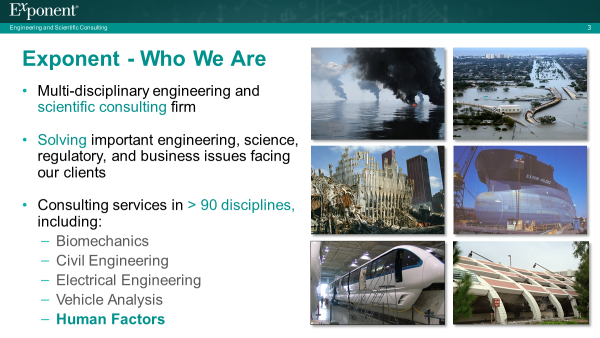 Exponent®
Engineering and Scientific Consulting
3
Exponent - Who We Are
• Multi-disciplinary engineering and
scientific consulting firm
• Solving important engineering, science,
regulatory, and business issues facing
our clients
• Consulting services in > 90 disciplines,
including:
– Biomechanics
– Civil Engineering
– Electrical Engineering
– Vehicle Analysis
– Human Factors